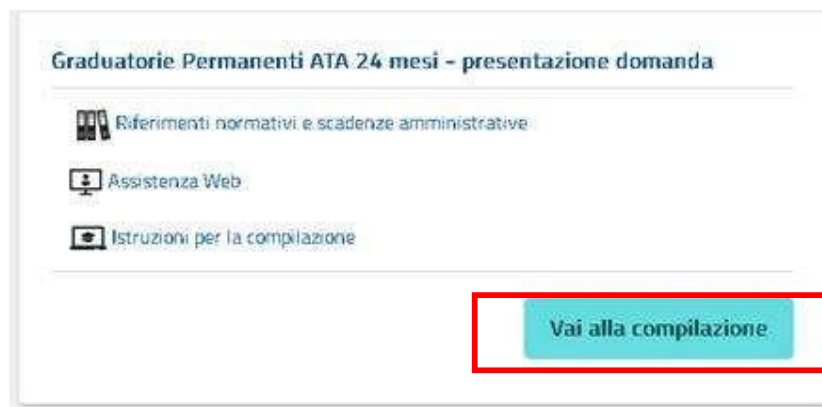 Graduatorie Permanenti ATA 24 mesi – presentazione domanda
Riferimenti normativi e scadenze amministrative
Assistenza Web
Istruzioni per la compilazione
Vai alla compilazione